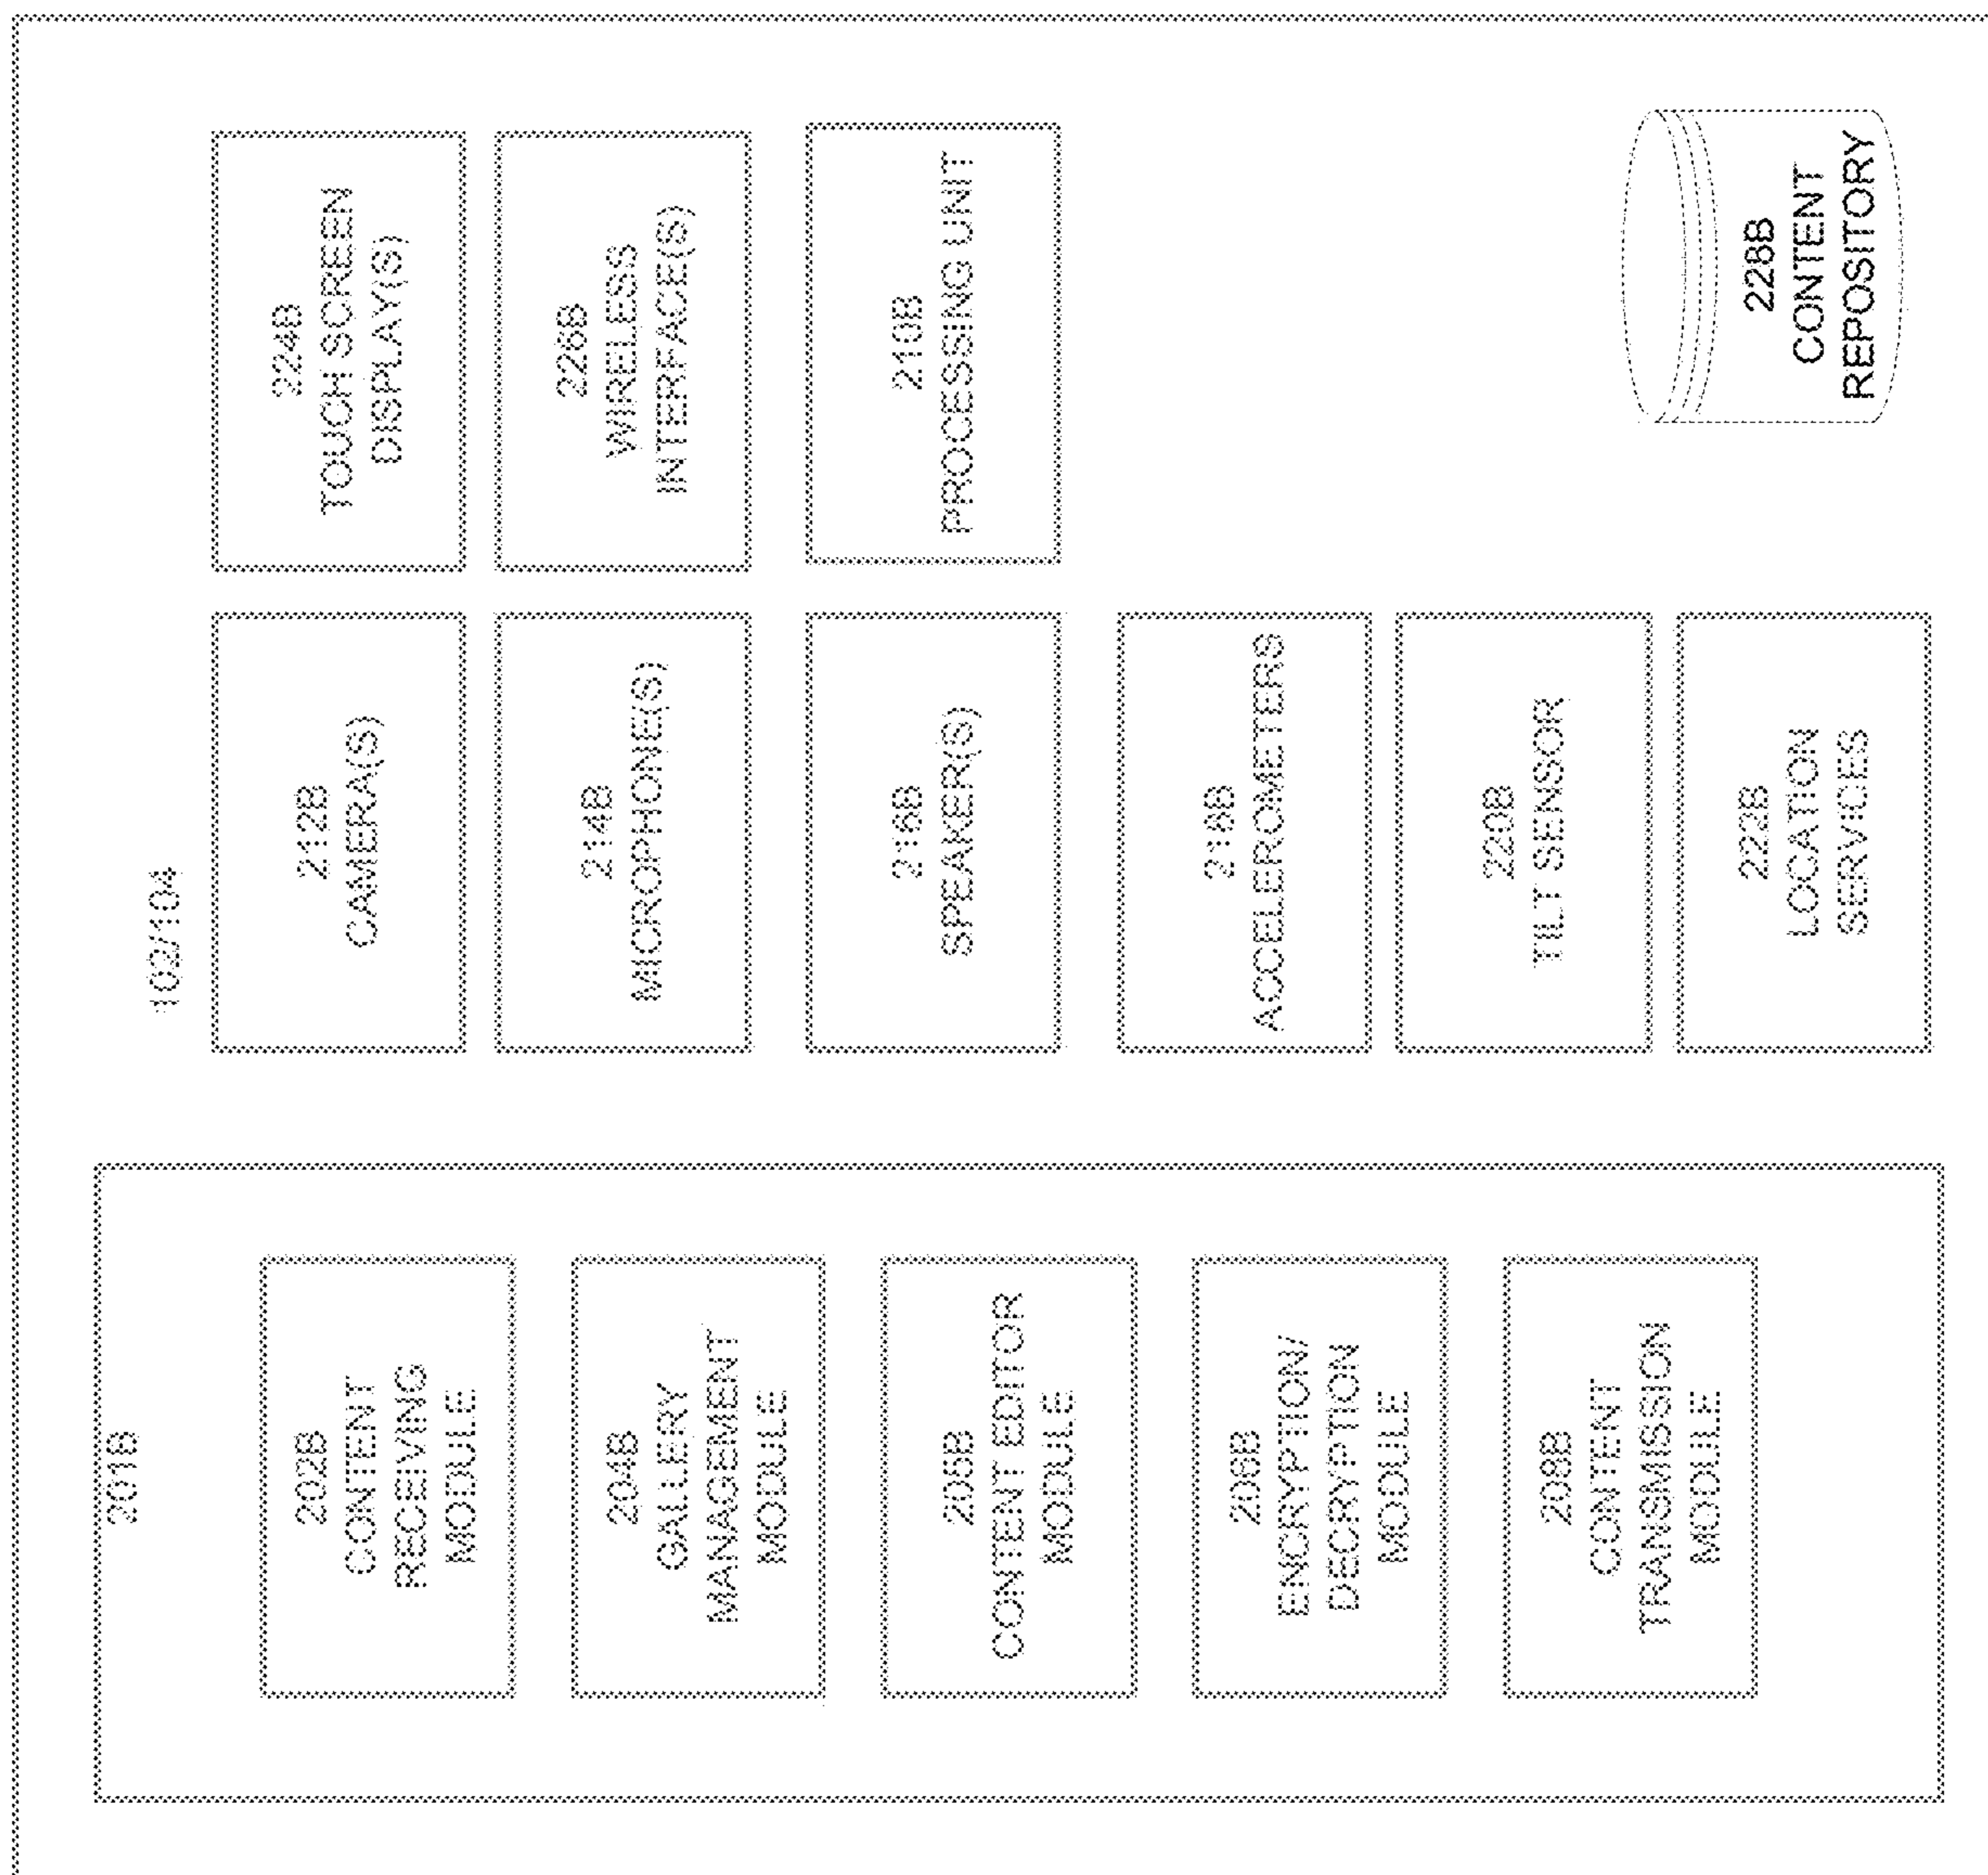 102/104
201B
202B
CONTENT
RECEIVING
MODULE
204B
GALLERY
MANAGEMENT
MODULE
205B
CONTENT EDITOR
MODULE
206B
ENCRYPTION/
DECRYPTION
MODULE
208B
CONTENT
TRANSMISSION
MODULE
212B
CAMERA(S)
214B
MICROPHONE(S)
216B
SPEAKER(S)
218B
ACCELEROMETERS
220B
TILT SENSOR
222B
LOCATION
SERVICES
224B
TOUCH SCREEN
DISPLAY(S)
226B
WIRELESS
INTERFACE(S)
210B
PROCESSING UNIT
228B
CONTENT
REPOSITORY